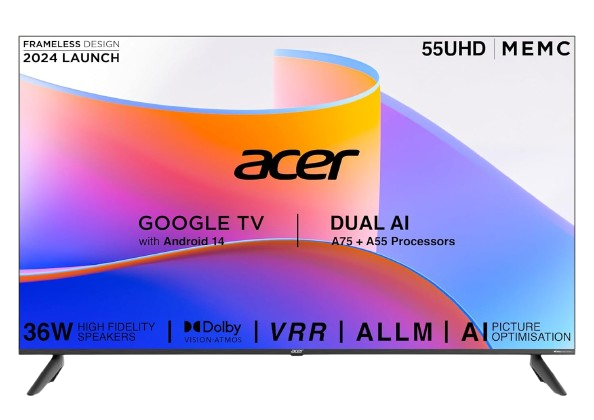 FRAMELESS DESIGN
2024 LAUNCH
55UHD | MEMC
acer
GOOGLE TV
with Android 14
DUAL AI
A75 + A55 Processors
36W HIGH FIDELITY SPEAKERS | Dolby VISION·ATMOS | VRR | ALLM | AI PICTURE OPTIMISATION
acer